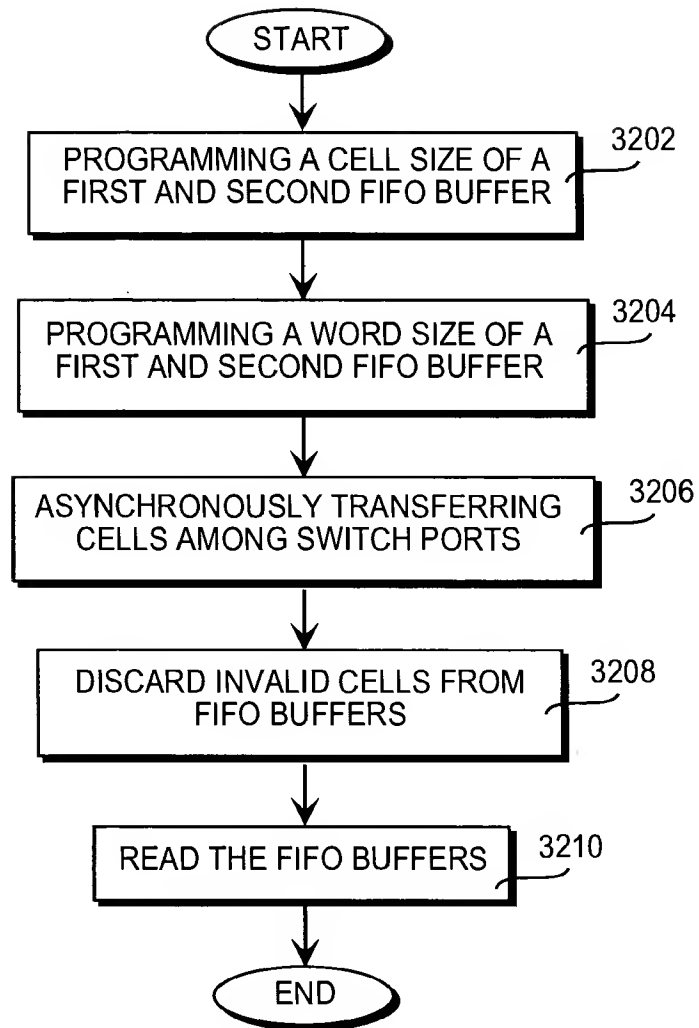 START
3202
PROGRAMMING A CELL SIZE OF A
FIRST AND SECOND FIFO BUFFER
3204
PROGRAMMING A WORD SIZE OF A
FIRST AND SECOND FIFO BUFFER
3206
ASYNCHRONOUSLY TRANSFERRING
CELLS AMONG SWITCH PORTS
3208
DISCARD INVALID CELLS FROM
FIFO BUFFERS
3210
READ THE FIFO BUFFERS
END